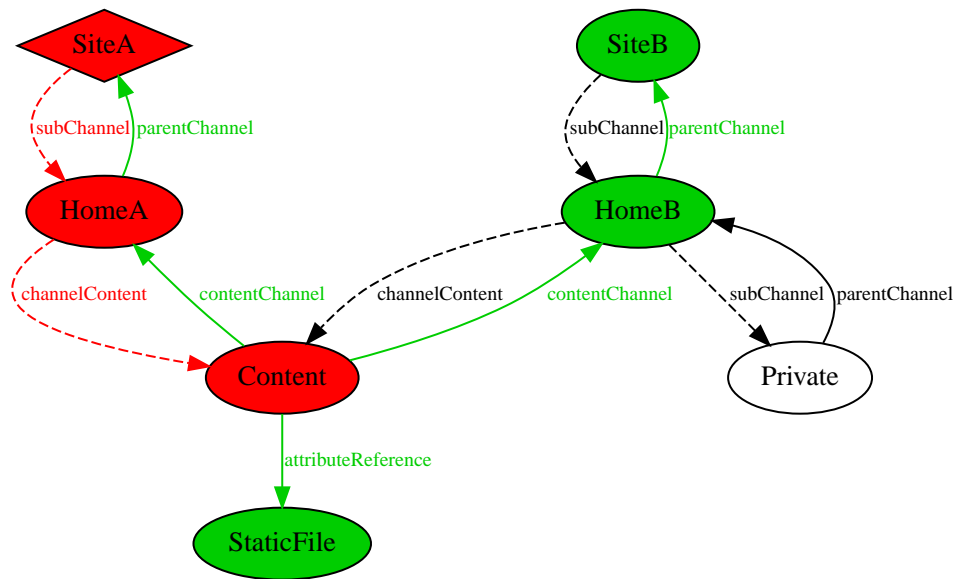 SiteA
SiteB
subChannel
parentChannel
subChannel
parentChannel
HomeA
HomeB
channelContent
contentChannel
channelContent
contentChannel
subChannel
parentChannel
Content
Private
attributeReference
StaticFile